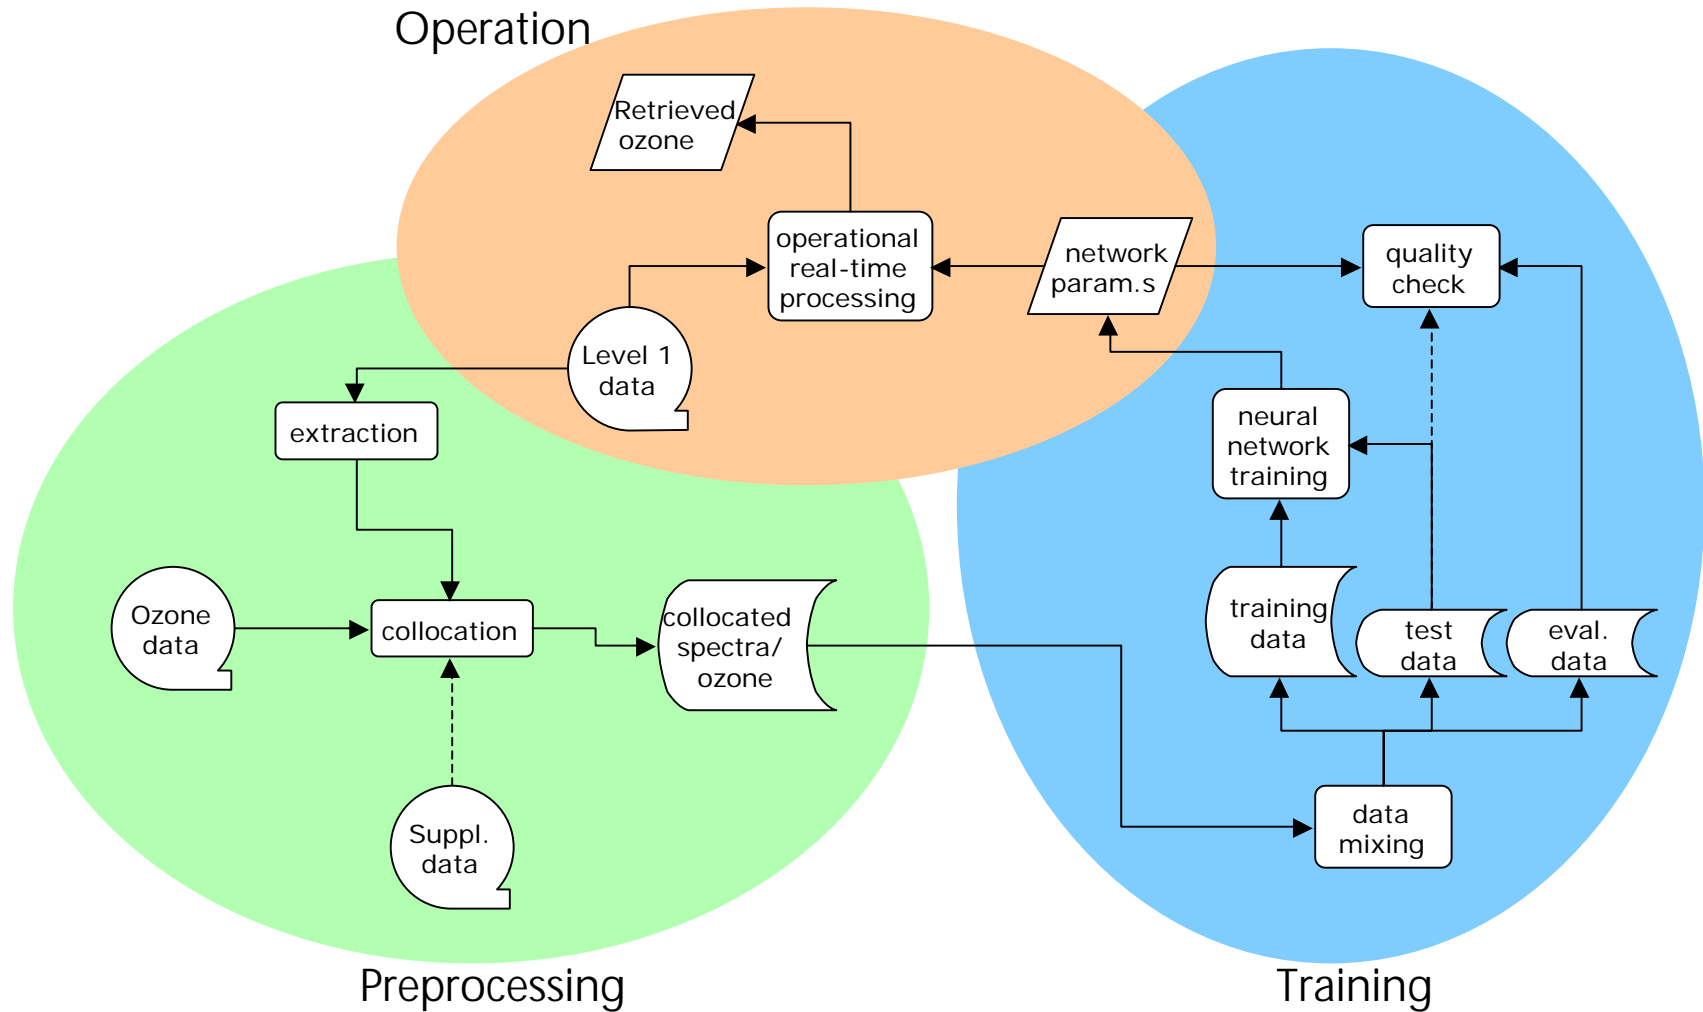 Operation
Retrieved
ozone
operational
real-time
processing
network
param.s
quality
check
Level 1
data
extraction
neural
network
training
Ozone
data
collocation
collocated
spectra/
ozone
training
data
test
data
eval.
data
Suppl.
data
data
mixing
Preprocessing
Training